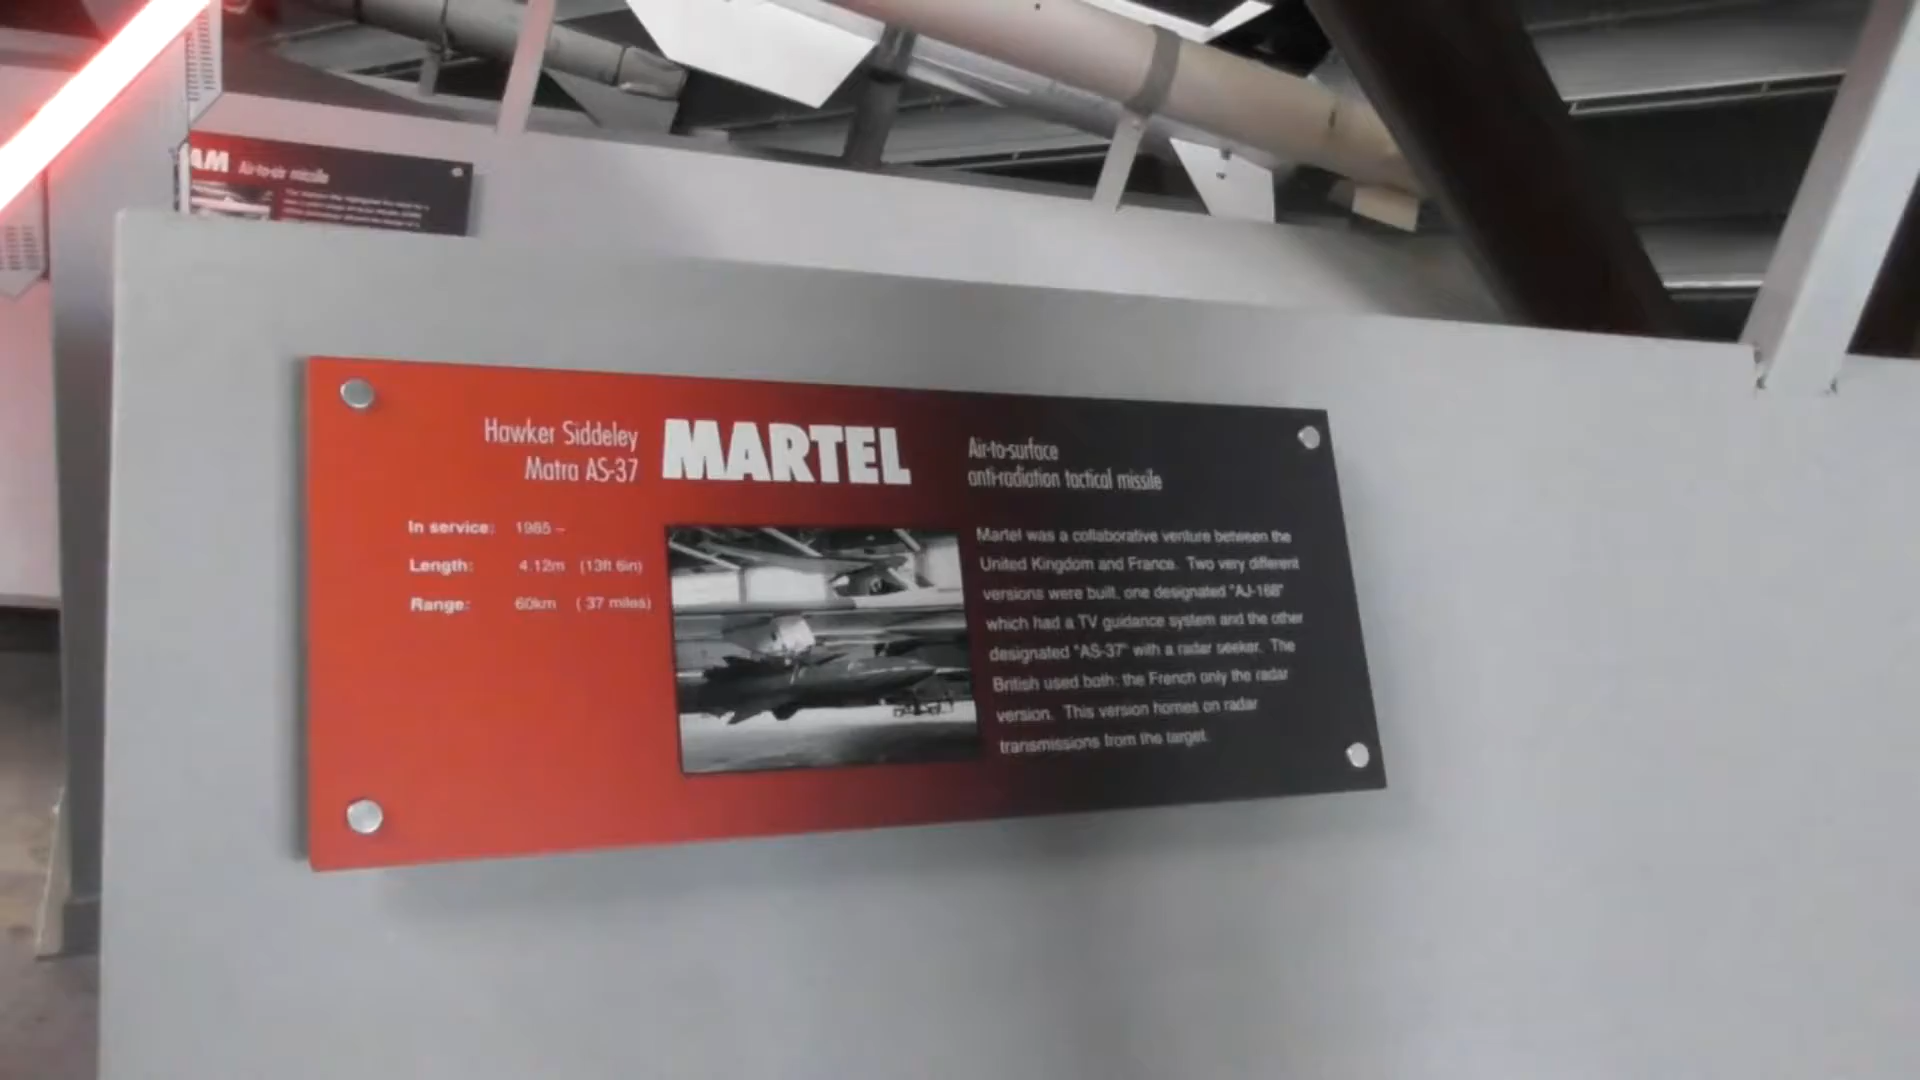 AM Air-to-air missile
Hawker Siddeley
Matra AS-37
MARTEL
Air-to-surface
anti-radiation tactical missile
In service: 1985 –
Length: 4.12m (13ft 6in)
Range: 60km ( 37 miles)
Martel was a collaborative venture between the
United Kingdom and France. Two very different
versions were built, one designated "AJ-168"
which had a TV guidance system and the other
designated "AS-37" with a radar seeker. The
British used both: the French only the radar
version. This version homes on radar
transmissions from the target.